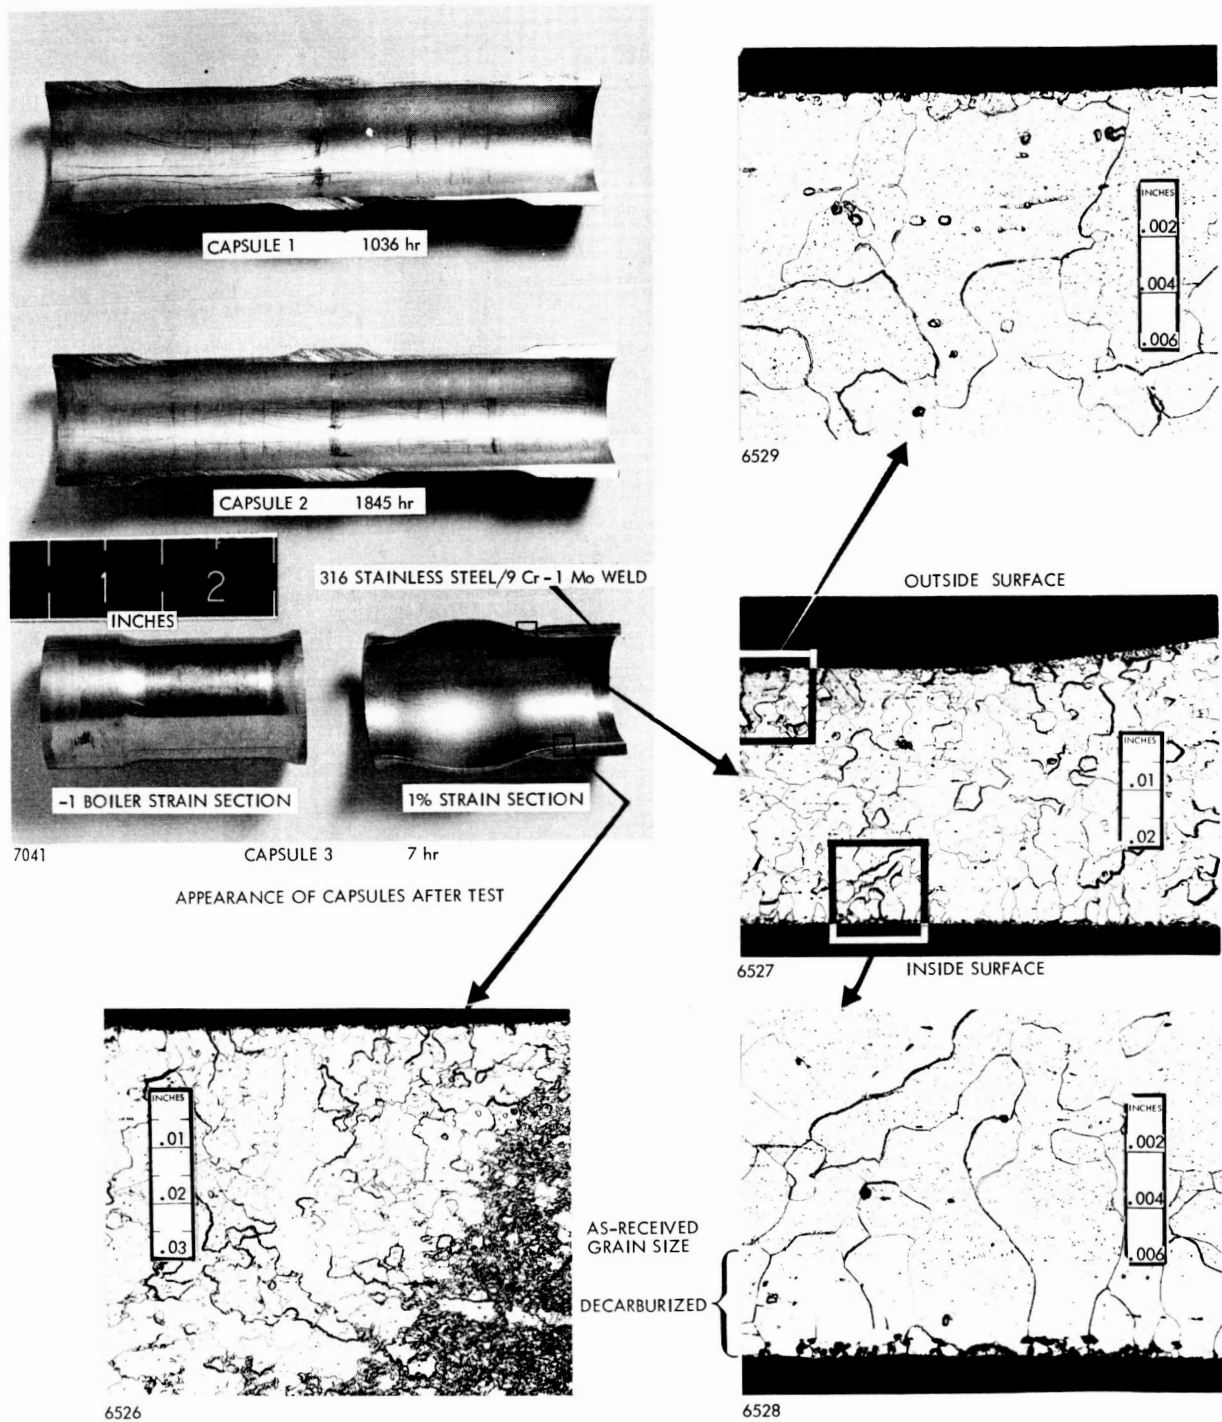 CAPSULE 1 1036 hr
CAPSULE 2 1845 hr
1 2
INCHES
316 STAINLESS STEEL/9 Cr-1 Mo WELD
-1 BOILER STRAIN SECTION
1% STRAIN SECTION
7041
CAPSULE 3 7 hr
APPEARANCE OF CAPSULES AFTER TEST
INCHES
.002
.004
.006
6529
OUTSIDE SURFACE
INCHES
.01
.02
6527
INSIDE SURFACE
INCHES
.01
.02
.03
6526
AS-RECEIVED
GRAIN SIZE
DECARBURIZED
INCHES
.002
.004
.006
6528